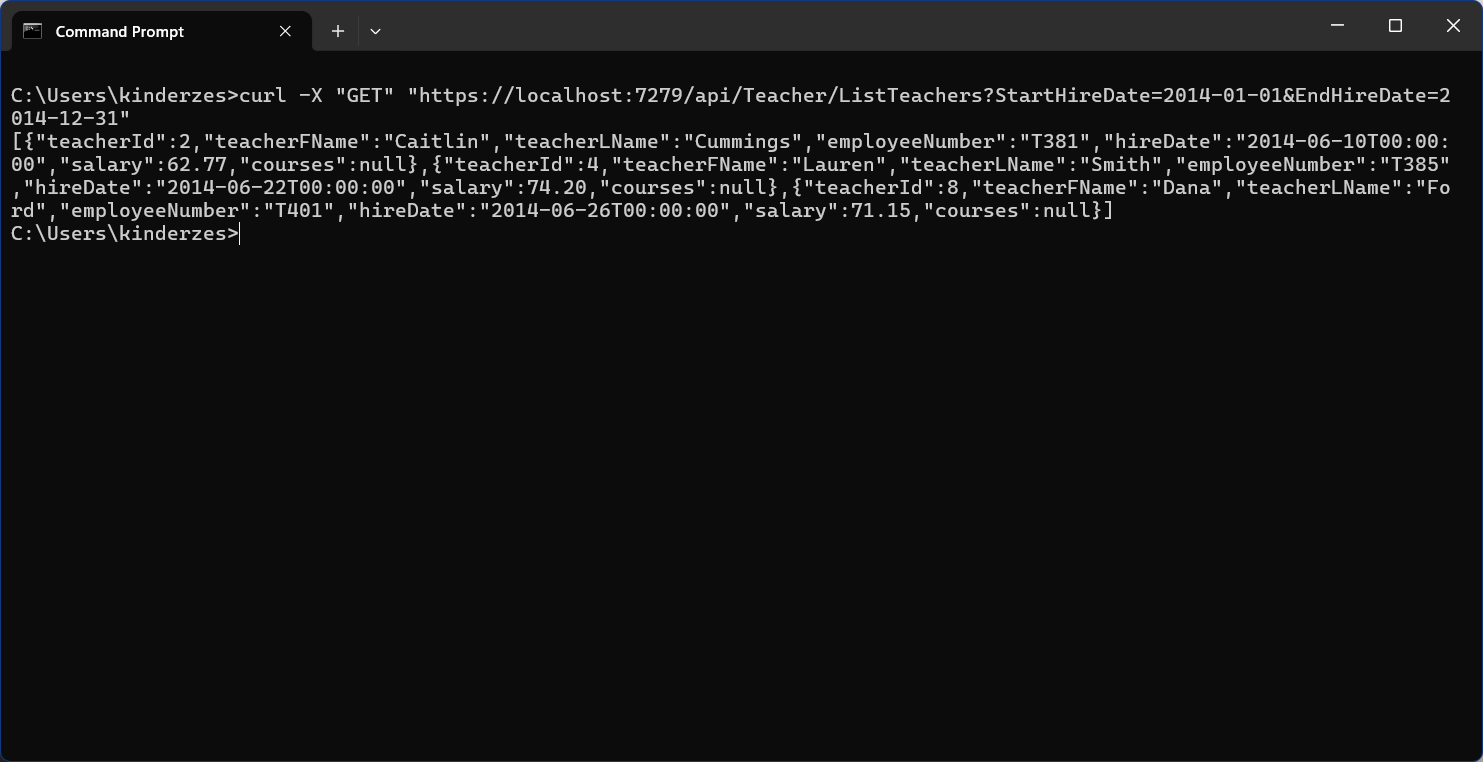 Command Prompt
C:\Users\kinderzes>curl -X "GET" "https://localhost:7279/api/Teacher/ListTeachers?StartHireDate=2014-01-01&EndHireDate=2
014-12-31"
[{"teacherId":2,"teacherFName":"Caitlin","teacherLName":"Cummings","employeeNumber":"T381","hireDate":"2014-06-10T00:00:
00","salary":62.77,"courses":null},{"teacherId":4,"teacherFName":"Lauren","teacherLName":"Smith","employeeNumber":"T385"
,"hireDate":"2014-06-22T00:00:00","salary":74.20,"courses":null},{"teacherId":8,"teacherFName":"Dana","teacherLName":"Fo
rd","employeeNumber":"T401","hireDate":"2014-06-26T00:00:00","salary":71.15,"courses":null}]
C:\Users\kinderzes>